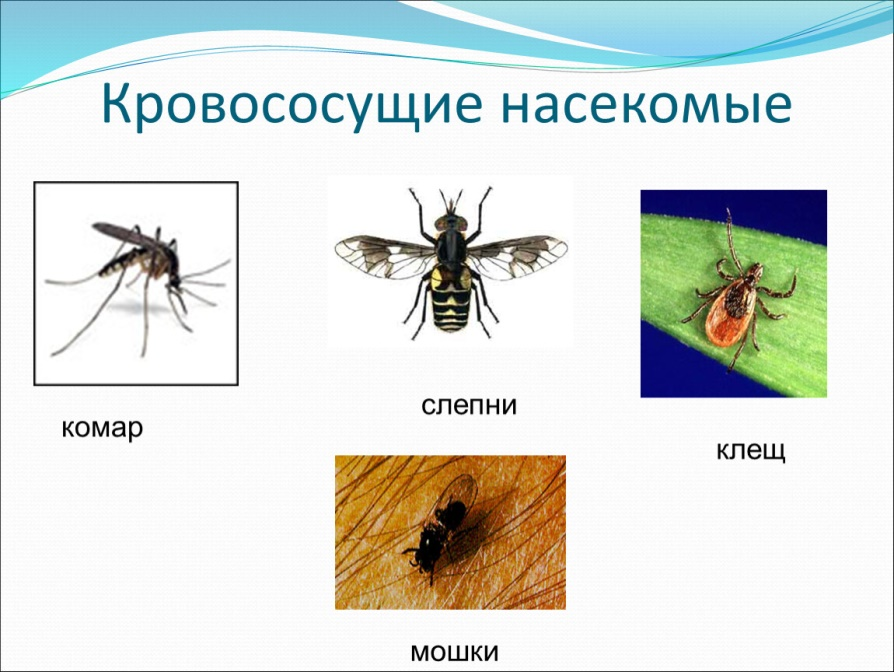 Кровососущие насекомые
комар
слепни
клещ
мошки